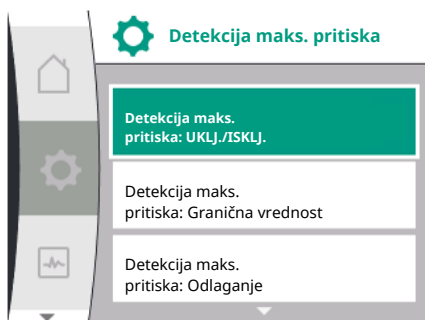 Detekcija maks. pritiska
Detekcija maks.
pritiska: UKLJ./ISKLJ.
Detekcija maks.
pritiska: Granična vrednost
Detekcija maks.
pritiska: Odlaganje